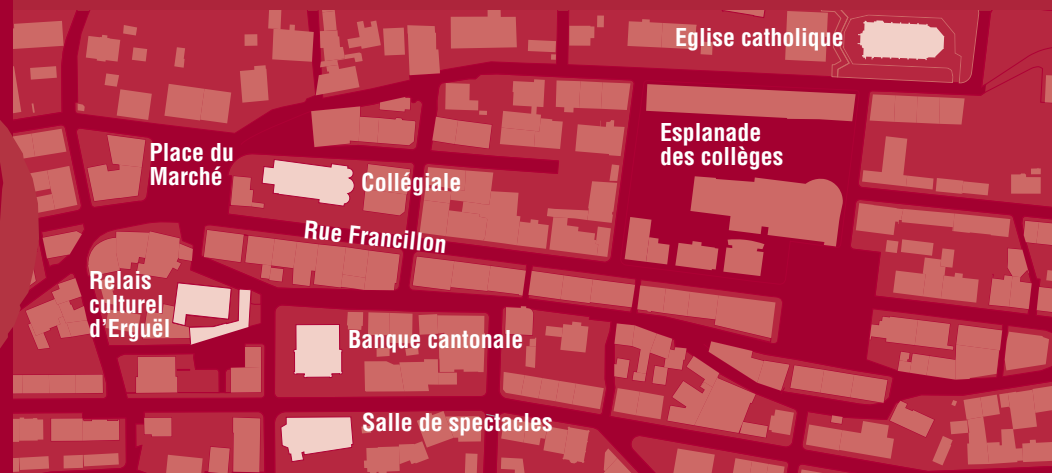 Eglise catholique
Esplanade
des collèges
Place du
Marché
Collégiale
Rue Francillon
Relais
culturel
d'Erguël
Banque cantonale
Salle de spectacles